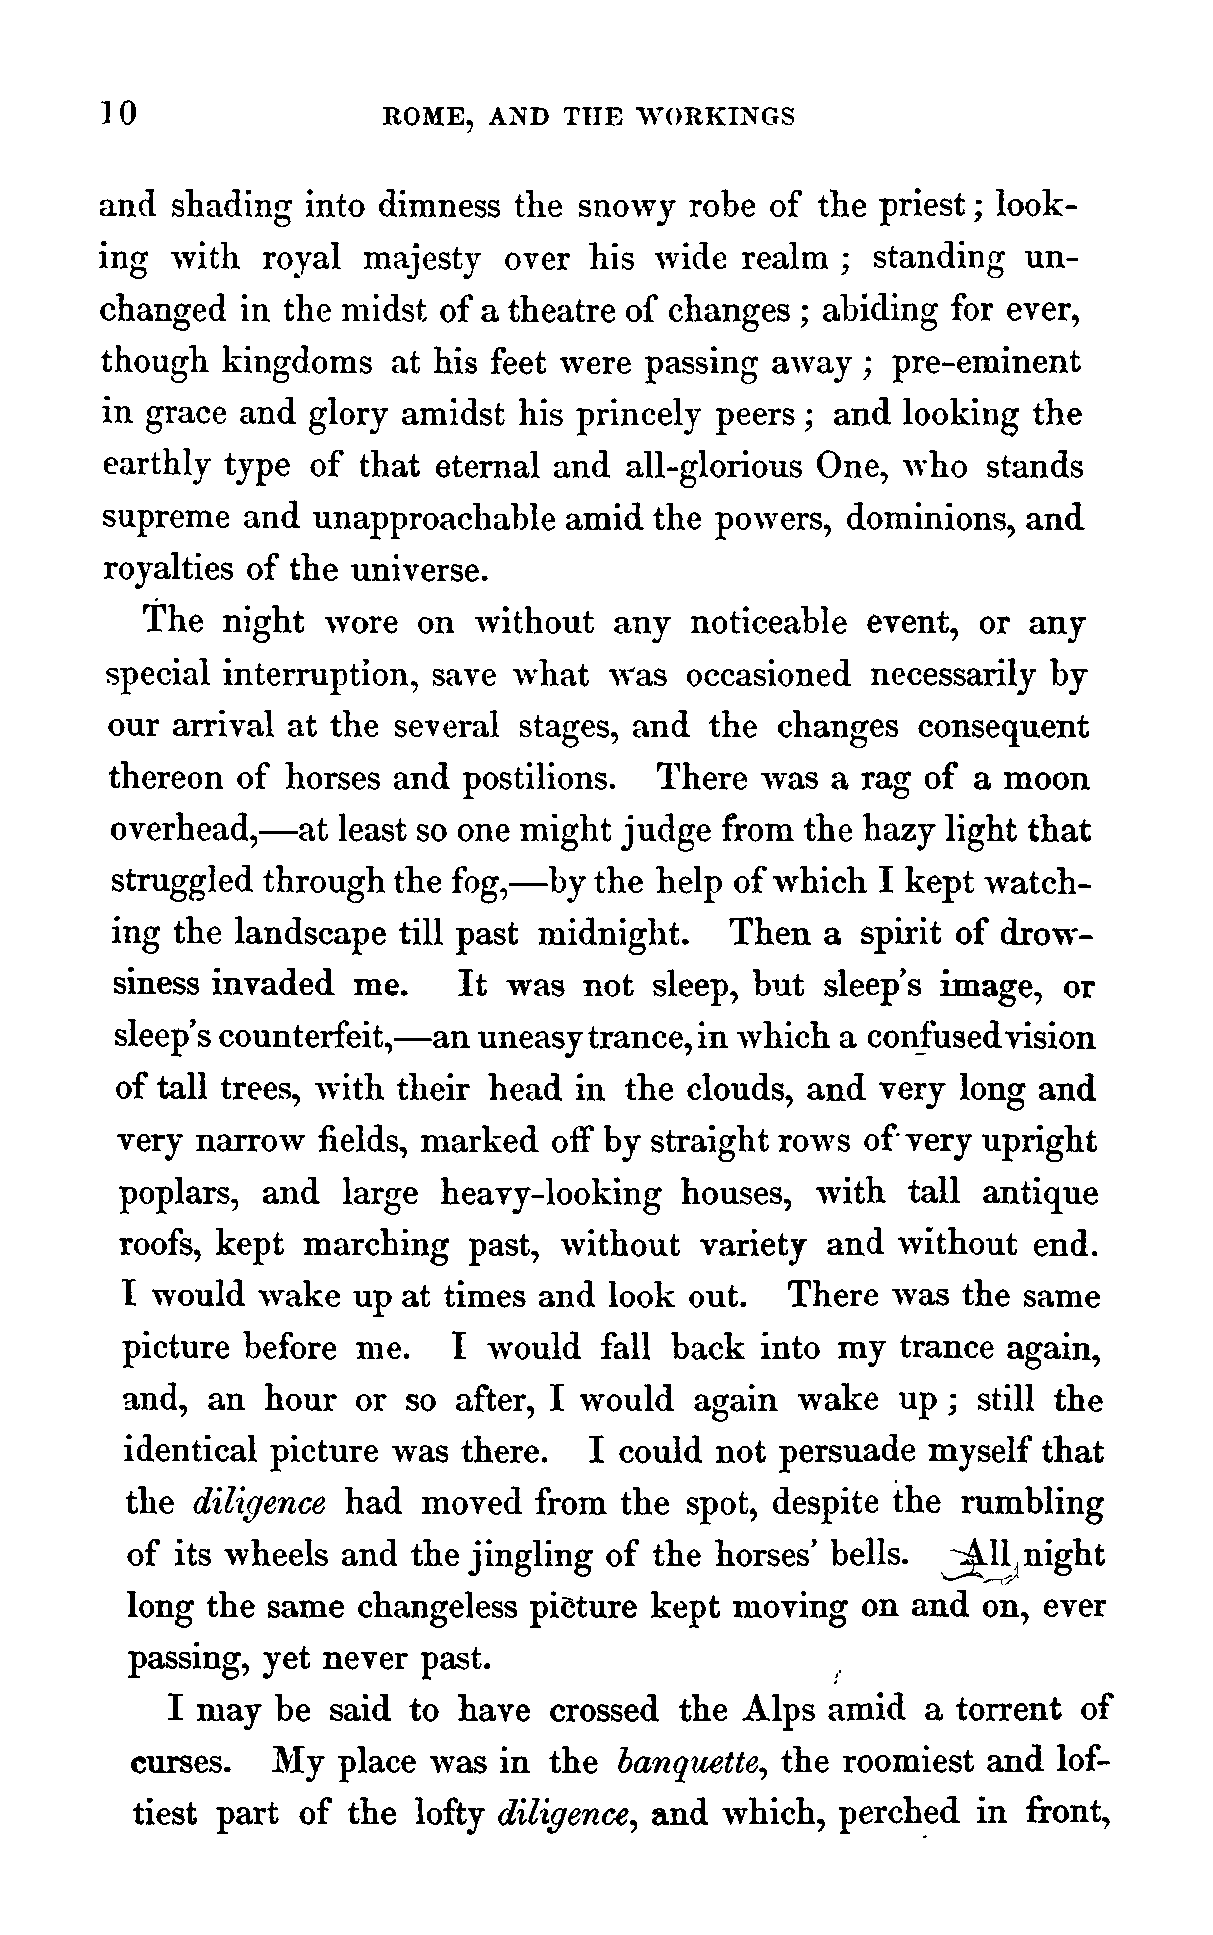 10 ROME, AND THE WORKINGS
and shading into dimness the snowy robe of the priest; look-
ing with royal majesty over his wide realm; standing un-
changed in the midst of a theatre of changes; abiding for ever,
though kingdoms at his feet were passing away; pre-eminent
in grace and glory amidst his princely peers; and looking the
earthly type of that eternal and all-glorious One, who stands
supreme and unapproachable amid the powers, dominions, and
royalties of the universe.
The night wore on without any noticeable event, or any
special interruption, save what was occasioned necessarily by
our arrival at the several stages, and the changes consequent
thereon of horses and postilions. There was a rag of a moon
overhead,—at least so one might judge from the hazy light that
struggled through the fog,—by the help of which I kept watch-
ing the landscape till past midnight. Then a spirit of drow-
siness invaded me. It was not sleep, but sleep's image, or
sleep's counterfeit,—an uneasy trance, in which a confused vision
of tall trees, with their head in the clouds, and very long and
very narrow fields, marked off by straight rows of very upright
poplars, and large heavy-looking houses, with tall antique
roofs, kept marching past, without variety and without end.
I would wake up at times and look out. There was the same
picture before me. I would fall back into my trance again,
and, an hour or so after, I would again wake up; still the
identical picture was there. I could not persuade myself that
the diligence had moved from the spot, despite the rumbling
of its wheels and the jingling of the horses' bells. All night
long the same changeless picture kept moving on and on, ever
passing, yet never past.
I may be said to have crossed the Alps amid a torrent of
curses. My place was in the banquette, the roomiest and lof-
tiest part of the lofty diligence, and which, perched in front,